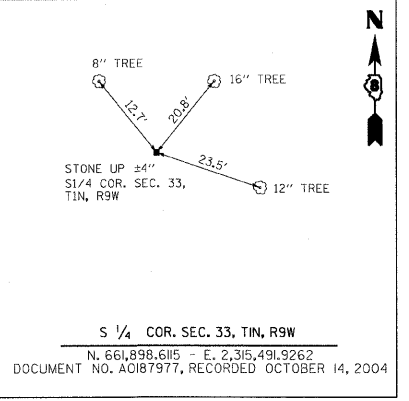 N
8" TREE
16" TREE
12.7'
20.8'
STONE UP ±4"
S1/4 COR. SEC. 33,
T1N, R9W
23.5'
12" TREE
S 1/4 COR. SEC. 33, T1N, R9W
N. 661,898.6115 - E. 2,315,491.9262
DOCUMENT NO. A0187977, RECORDED OCTOBER 14, 2004